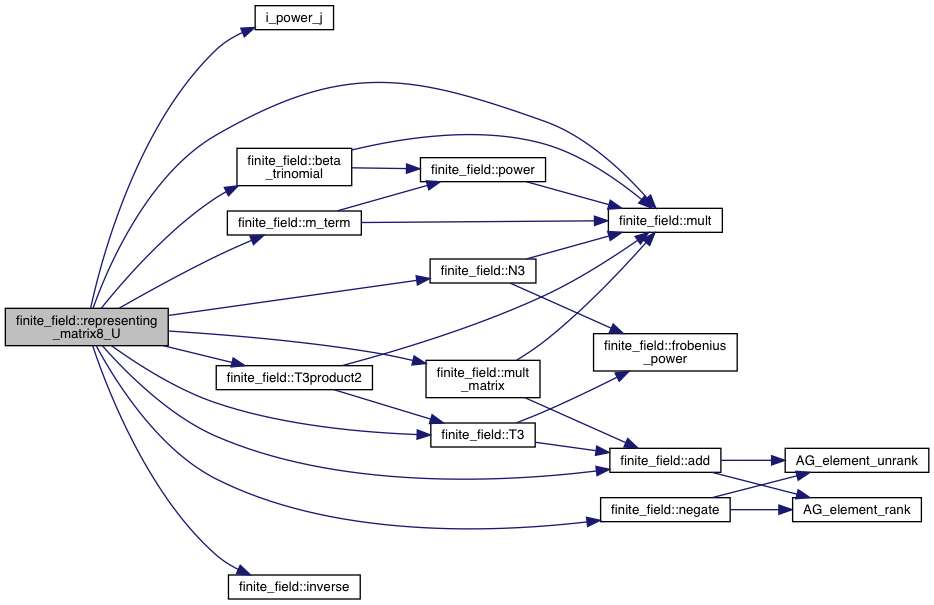 i_power_j
finite_field::beta
_trinomial
finite_field::power
finite_field::m_term
finite_field::mult
finite_field::N3
finite_field::representing
_matrix8_U
finite_field::frobenius
_power
finite_field::T3product2
finite_field::mult
_matrix
finite_field::T3
finite_field::add
AG_element_unrank
finite_field::negate
AG_element_rank
finite_field::inverse